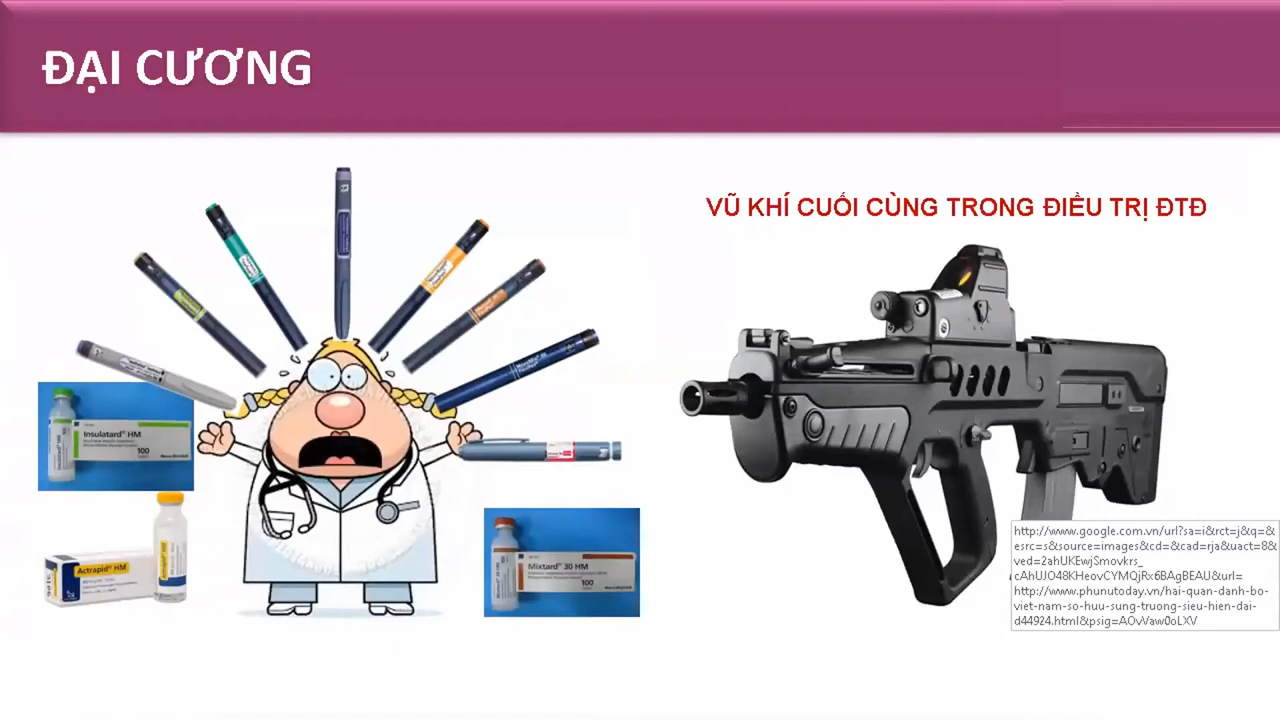 ĐẠI CƯƠNG
VŨ KHÍ CUỐI CÙNG TRONG ĐIỀU TRỊ ĐTĐ
Insulatard® HM
100
Actrapid® HM
Mixtard® 30 HM
100
http://www.google.com.vn/url?sa=i&rct=j&q=&
esrc=s&source=images&cd=&cad=rja&uact=8&
ved=2ahUKEwjSmovkrs_
cAhUJO48KHeovCYMQjRx6BAgBEAU&url=
http://www.phunutoday.vn/hai-quan-danh-bo-
viet-nam-so-huu-sung-truong-sieu-hien-dai-
d44924.html&psig=AOvVaw0oLXV